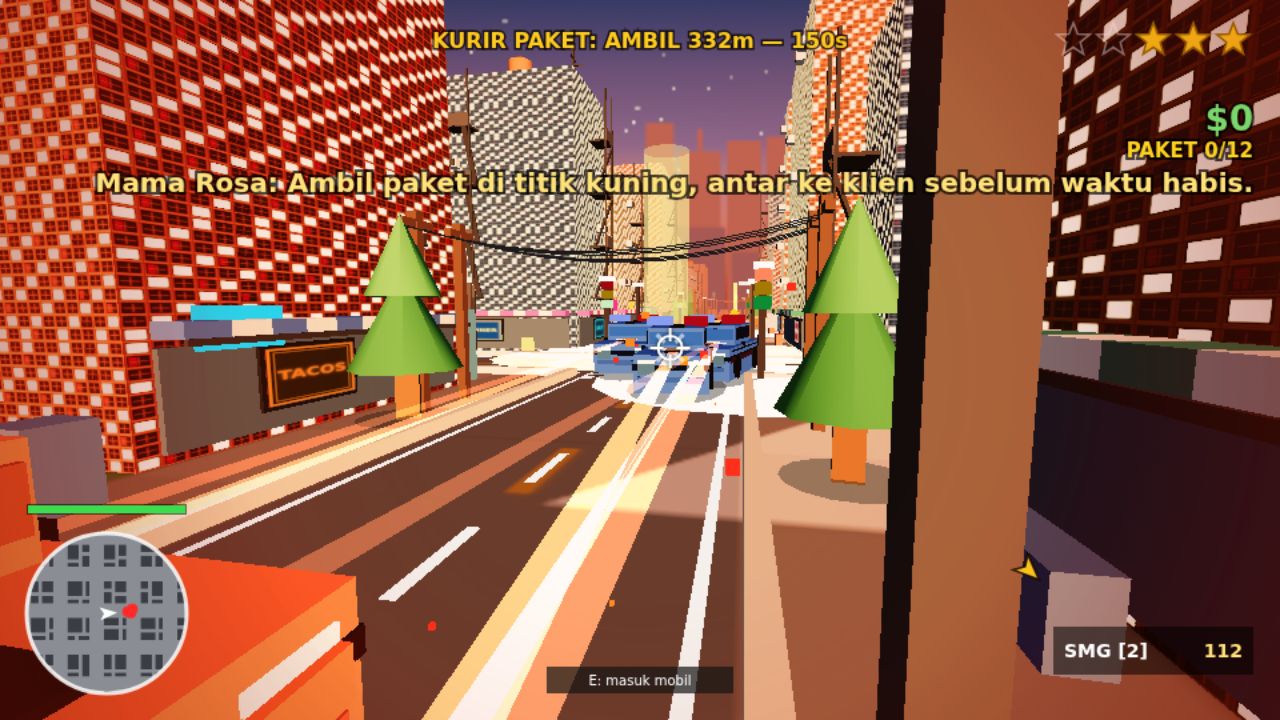 KURIR PAKET: AMBIL 332m — 150s
$0
PAKET 0/12
Mama Rosa: Ambil paket di titik kuning, antar ke klien sebelum waktu habis.
TACOS
E: masuk mobil
SMG [2] 112